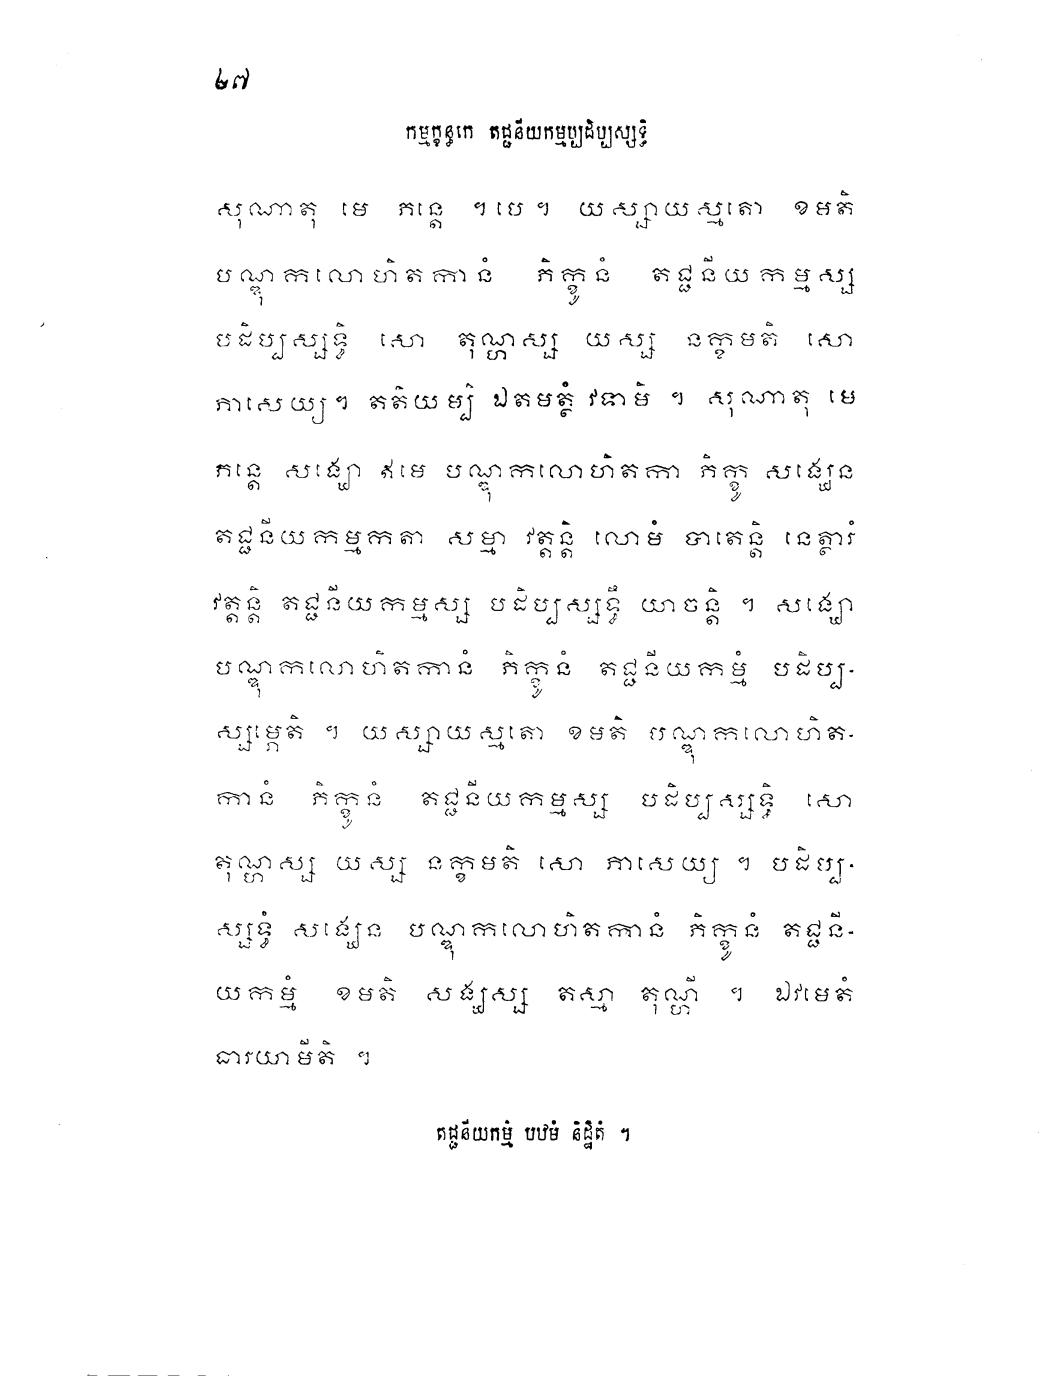 ២៧
កម្មក្ខន្ធកេ តជ្ជនីយកម្មប្បដិប្បស្សទ្ធិ
សុណាតុ មេ ភន្តេ ។បេ។ យស្សាយស្មតោ ខមតិ
បណ្ឌុកលោហិតកានំ ភិក្ខូនំ តជ្ជនីយកម្មស្ស
បដិប្បស្សទ្ធិ សោ តុណ្ហស្ស យស្ស នក្ខមតិ សោ
ភាសេយ្យ។ តតិយម្បិ ឯតមត្ថំ វទាមិ ។ សុណាតុ មេ
ភន្តេ សង្ឃោ ឥមេ បណ្ឌុកលោហិតកា ភិក្ខូ សង្ឃេន
តជ្ជនីយកម្មកតា សម្មា វត្តន្តិ លោមំ បាតេន្តិ នេត្ថារំ
វត្តន្តិ តជ្ជនីយកម្មស្ស បដិប្បស្សទ្ធឹ យាចន្តិ ។ សង្ឃោ
បណ្ឌុកលោហិតកានំ ភិក្ខូនំ តជ្ជនីយកម្មំ បដិប្ប-
ស្សម្ភេតិ ។ យស្សាយស្មតោ ខមតិ បណ្ឌុកលោហិត-
កានំ ភិក្ខូនំ តជ្ជនីយកម្មស្ស បដិប្បស្សទ្ធិ សោ
តុណ្ហស្ស យស្ស នក្ខមតិ សោ ភាសេយ្យ ។ បដិប្ប-
ស្សទ្ធំ សង្ឃេន បណ្ឌុកលោហិតកានំ ភិក្ខូនំ តជ្ជនី-
យកម្មំ ខមតិ សង្ឃស្ស តស្មា តុណ្ហី ។ ឯវមេតំ
ធារយាមីតិ ។
តជ្ជនីយកម្មំ បឋមំ និដ្ឋិតំ ។